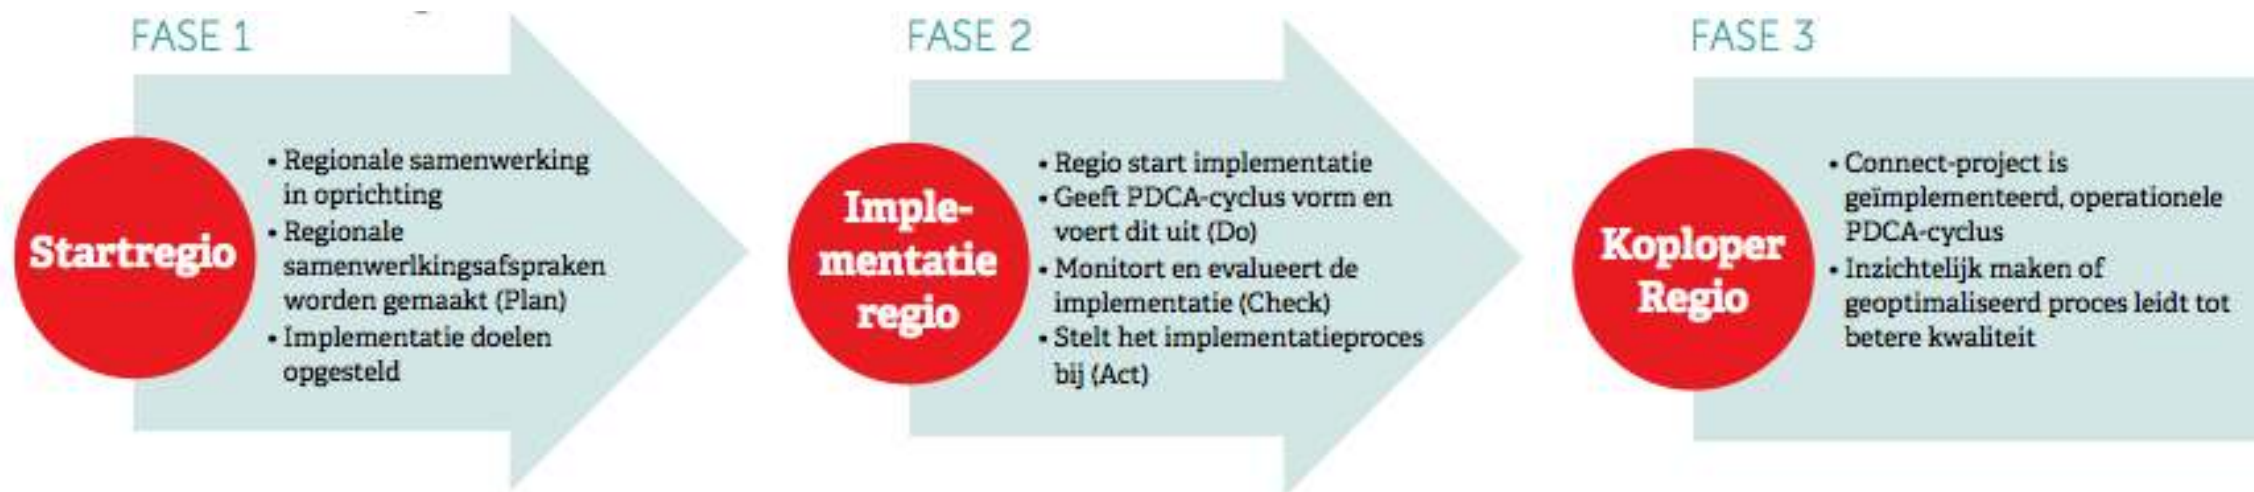 FASE 1
Startregio
• Regionale samenwerking
in oprichting
• Regionale
samenwerlkingsafspraken
worden gemaakt (Plan)
• Implementatie doelen
opgesteld
FASE 2
Imple-
mentatie
regio
• Regio start implementatie
• Geeft PDCA-cyclus vorm en
voert dit uit (Do)
• Monitort en evalueert de
implementatie (Check)
• Stelt het implementatieproces
bij (Act)
FASE 3
Koploper
Regio
• Connect-project is
geïmplementeerd, operationele
PDCA-cyclus
• Inzichtelijk maken of
geoptimaliseerd proces leidt tot
betere kwaliteit